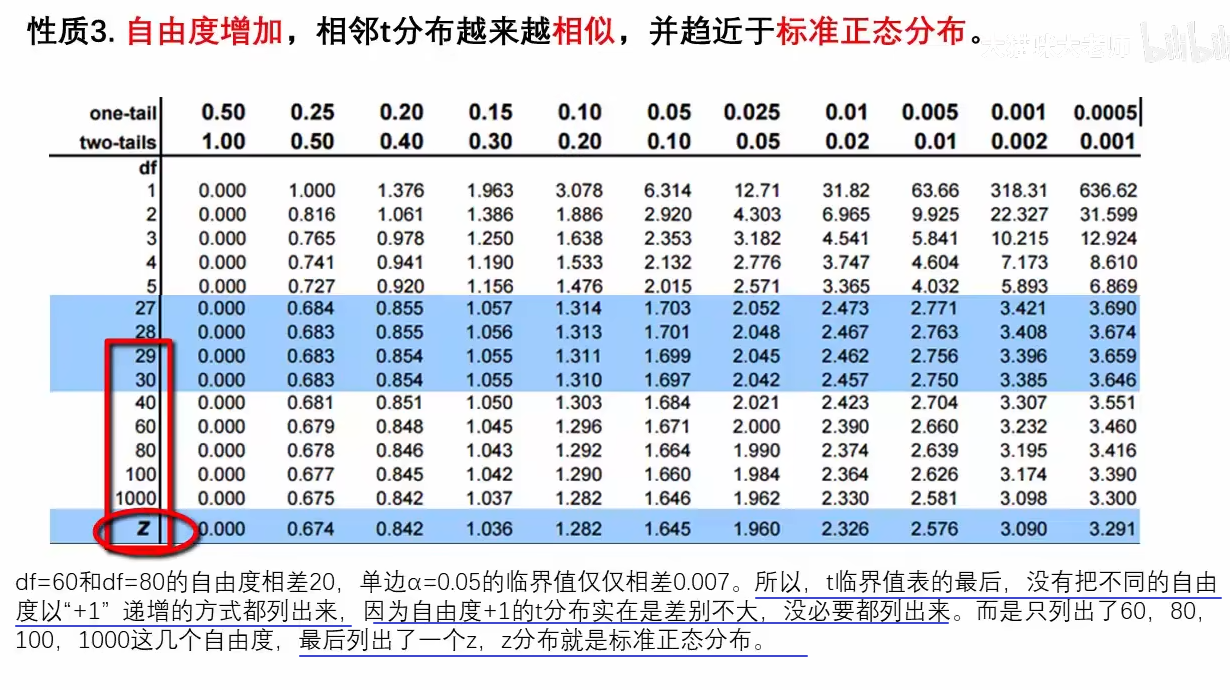 性质3. 自由度增加，相邻t分布越来越相似，并趋近于标准正态分布。
bilibili
one-tail 0.50 0.25 0.20 0.15 0.10 0.05 0.025 0.01 0.005 0.001 0.0005
two-tails 1.00 0.50 0.40 0.30 0.20 0.10 0.05 0.02 0.01 0.002 0.001
df
1 0.000 1.000 1.376 1.963 3.078 6.314 12.71 31.82 63.66 318.31 636.62
2 0.000 0.816 1.061 1.386 1.886 2.920 4.303 6.965 9.925 22.327 31.599
3 0.000 0.765 0.978 1.250 1.638 2.353 3.182 4.541 5.841 10.215 12.924
4 0.000 0.741 0.941 1.190 1.533 2.132 2.776 3.747 4.604 7.173 8.610
5 0.000 0.727 0.920 1.156 1.476 2.015 2.571 3.365 4.032 5.893 6.869
27 0.000 0.684 0.855 1.057 1.314 1.703 2.052 2.473 2.771 3.421 3.690
28 0.000 0.683 0.855 1.056 1.313 1.701 2.048 2.467 2.763 3.408 3.674
29 0.000 0.683 0.854 1.055 1.311 1.699 2.045 2.462 2.756 3.396 3.659
30 0.000 0.683 0.854 1.055 1.310 1.697 2.042 2.457 2.750 3.385 3.646
40 0.000 0.681 0.851 1.050 1.303 1.684 2.021 2.423 2.704 3.307 3.551
60 0.000 0.679 0.848 1.045 1.296 1.671 2.000 2.390 2.660 3.232 3.460
80 0.000 0.678 0.846 1.043 1.292 1.664 1.990 2.374 2.639 3.195 3.416
100 0.000 0.677 0.845 1.042 1.290 1.660 1.984 2.364 2.626 3.174 3.390
1000 0.000 0.675 0.842 1.037 1.282 1.646 1.962 2.330 2.581 3.098 3.300
z 0.000 0.674 0.842 1.036 1.282 1.645 1.960 2.326 2.576 3.090 3.291
df=60和df=80的自由度相差20，单边α=0.05的临界值仅仅相差0.007。所以，t临界值表的最后，没有把不同的自由
度以“+1” 递增的方式都列出来，因为自由度+1的t分布实在是差别不大，没必要都列出来。而是只列出了60，80，
100，1000这几个自由度，最后列出了一个z，z分布就是标准正态分布。